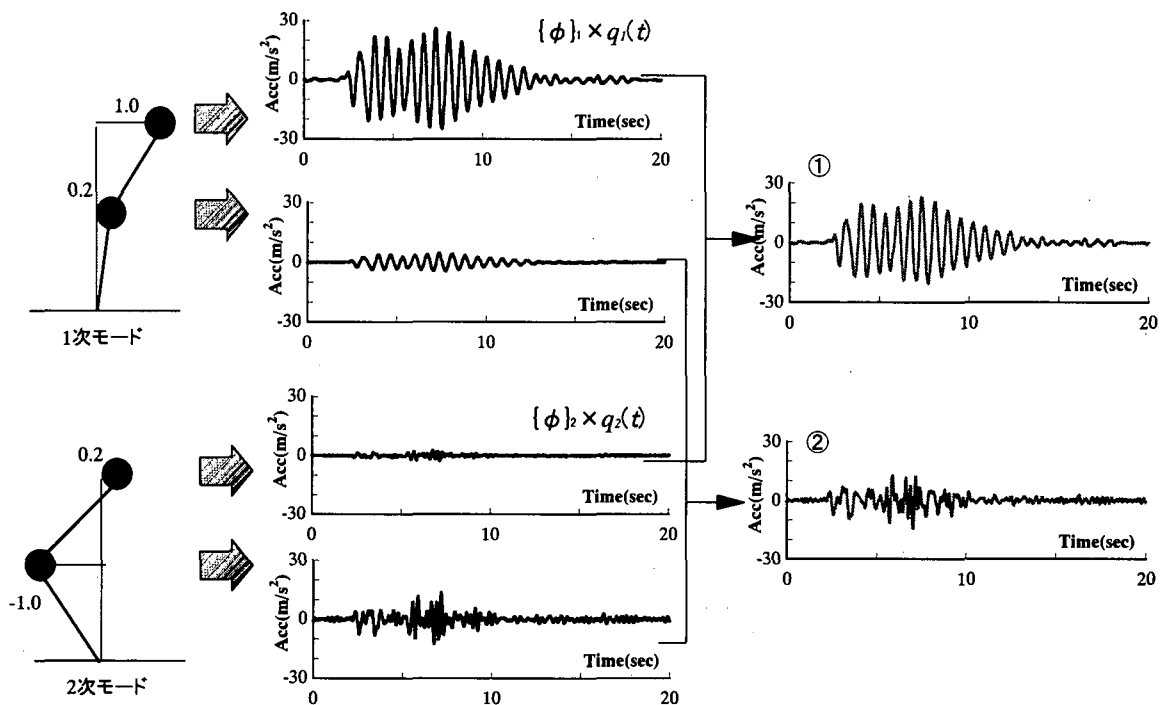 1.0
0.2
1次モード
Acc(m/s²)
30
0
-30
{φ}₁ × q₁(t)
Time(sec)
0
10
20
Acc(m/s²)
30
0
-30
Time(sec)
0
10
20
①
Acc(m/s²)
30
0
-30
Time(sec)
0
10
20
0.2
-1.0
2次モード
Acc(m/s²)
30
0
-30
{φ}₂ × q₂(t)
Time(sec)
0
10
20
Acc(m/s²)
30
0
-30
Time(sec)
0
10
20
②
Acc(m/s²)
30
0
-30
Time(sec)
0
10
20